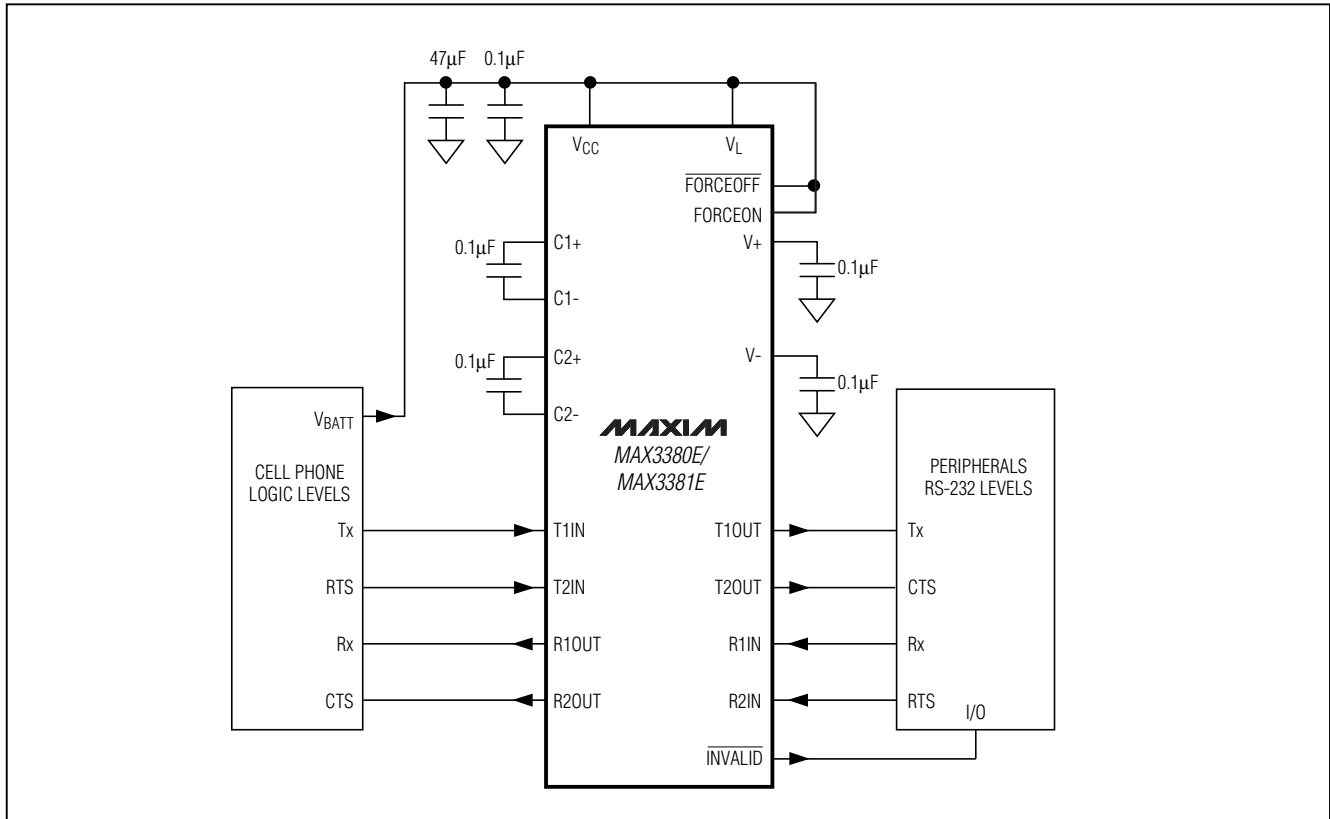 47µF 0.1µF
VCC VL
FORCEOFF
FORCEON
0.1µF C1+ V+
0.1µF
C1-
0.1µF C2+ V-
0.1µF
C2-
VBATT
MAXIM
MAX3380E/
MAX3381E
CELL PHONE
LOGIC LEVELS
PERIPHERALS
RS-232 LEVELS
Tx T1IN T1OUT Tx
RTS T2IN T2OUT CTS
Rx R1OUT R1IN Rx
CTS R2OUT R2IN RTS
I/O
INVALID